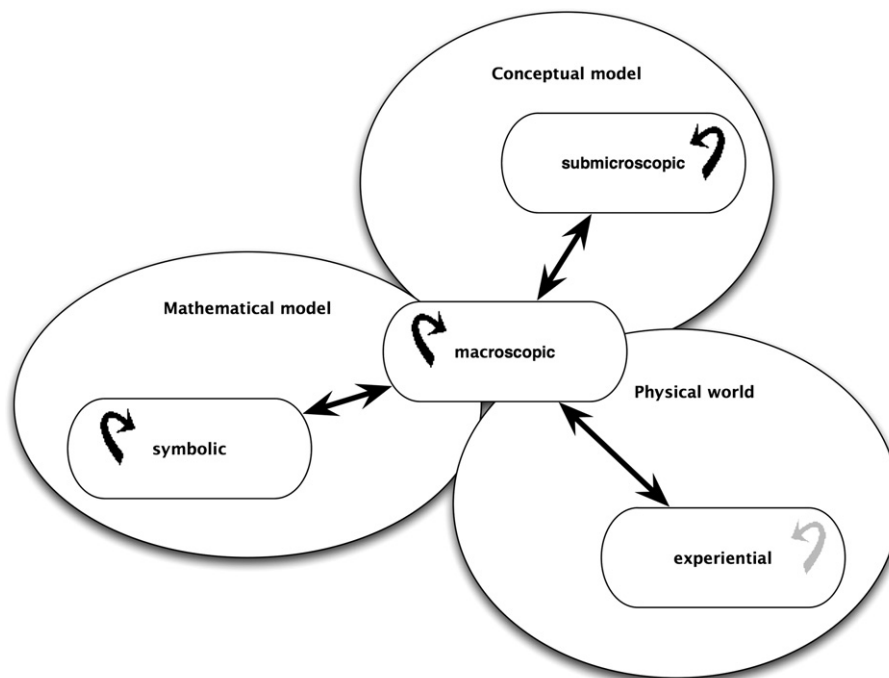 Conceptual model
submicroscopic
Mathematical model
macroscopic
Physical world
symbolic
experiential